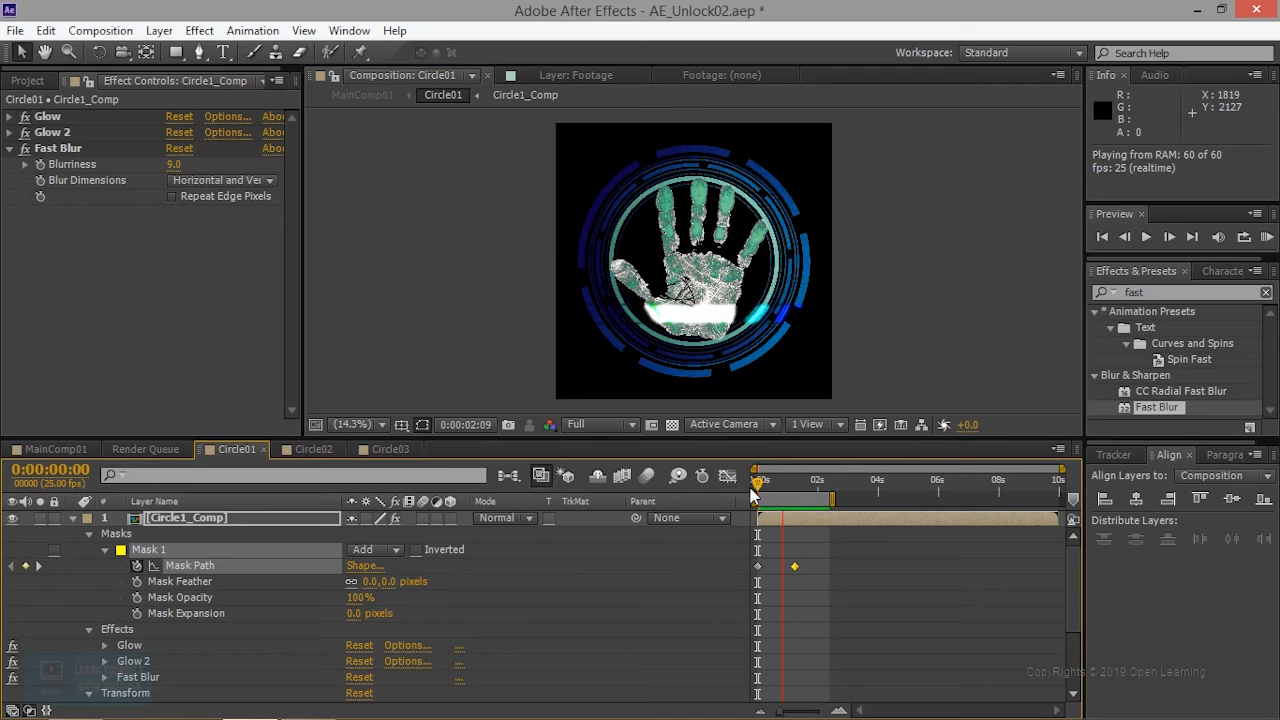 Adobe After Effects - AE_Unlock02.aep *
File Edit Composition Layer Effect Animation View Window Help
Workspace: Standard Search Help
Project Effect Controls: Circle1_Comp
Circle01 • Circle1_Comp
Glow Reset Options... Abou
Glow 2 Reset Options... Abou
Fast Blur Reset Abou
Blurriness 9.0
Blur Dimensions Horizontal and Ver
Repeat Edge Pixels
Composition: Circle01 Layer: Footage Footage: (none)
MainComp01 Circle01 Circle1_Comp
(14.3%) 0:00:02:09 Full Active Camera 1 View +0.0
Info Audio
R: X: 1819
G: Y: 2127
B:
A: 0
Playing from RAM: 60 of 60
fps: 25 (realtime)
Preview
Effects & Presets Characte
fast
* Animation Presets
Text
Curves and Spins
Spin Fast
Blur & Sharpen
CC Radial Fast Blur
Fast Blur
Tracker Align Paragra
Align Layers to: Composition
Distribute Layers:
MainComp01 Render Queue Circle01 Circle02 Circle03
0:00:00:00
00000 (25.00 fps)
02s 04s 06s 08s 10s
# Layer Name Mode T TrkMat Parent
1 [Circle1_Comp] Normal None
Masks
Mask 1 Add Inverted
Mask Path Shape...
Mask Feather 0.0,0.0 pixels
Mask Opacity 100%
Mask Expansion 0.0 pixels
Effects
Glow Reset Options... ...
Glow 2 Reset Options... ...
Fast Blur Reset ...
Transform Reset
CopyRights © 2019 Open Learning